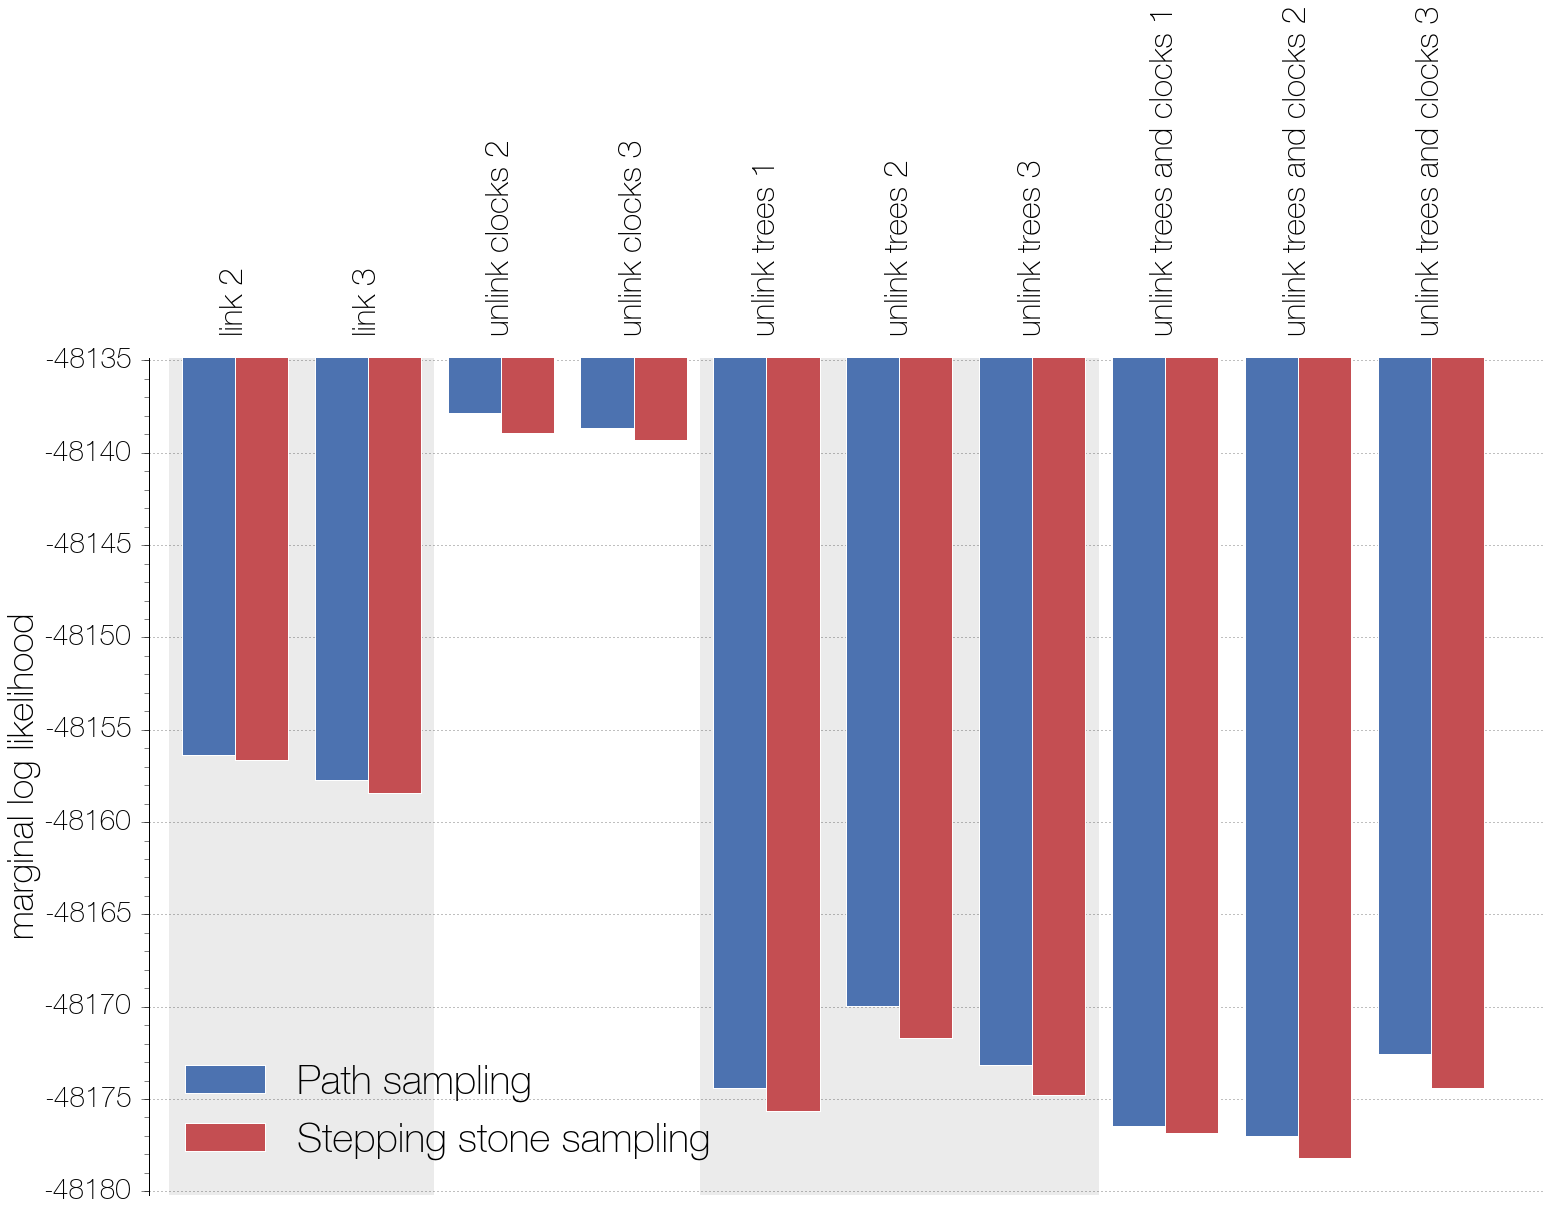 link 2
link 3
unlink clocks 2
unlink clocks 3
unlink trees 1
unlink trees 2
unlink trees 3
unlink trees and clocks 1
unlink trees and clocks 2
unlink trees and clocks 3
marginal log likelihood
-48135
-48140
-48145
-48150
-48155
-48160
-48165
-48170
-48175
-48180
Path sampling
Stepping stone sampling